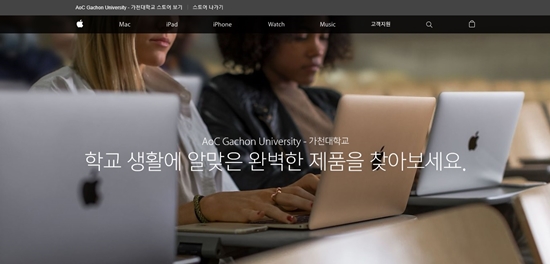 AoC Gachon University - 가천대학교 스토어 보기 | 스토어 나가기
Mac iPad iPhone Watch Music 고객지원
AoC Gachon University - 가천대학교
학교 생활에 알맞은 완벽한 제품을 찾아보세요.